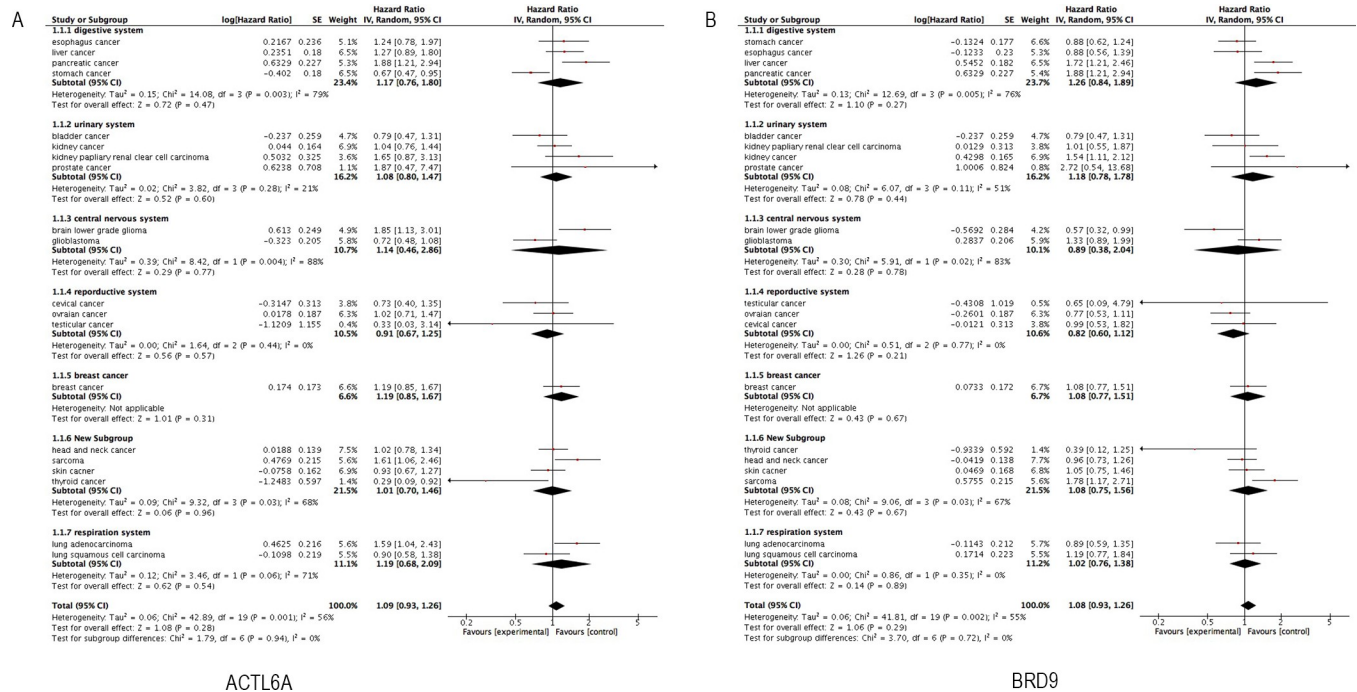 A
Hazard Ratio Hazard Ratio
Study or Subgroup log[Hazard Ratio] SE Weight IV, Random, 95% CI IV, Random, 95% CI
1.1.1 digestive system
esophagus cancer 0.2167 0.236 5.1% 1.24 [0.78, 1.97]
liver cancer 0.2351 0.18 6.5% 1.27 [0.89, 1.80]
pancreatic cancer 0.6329 0.227 5.3% 1.88 [1.21, 2.94]
stomach cancer −0.402 0.18 6.5% 0.67 [0.47, 0.95]
Subtotal (95% CI) 23.4% 1.17 [0.76, 1.80]
Heterogeneity: Tau² = 0.15; Chi² = 14.08, df = 3 (P = 0.003); I² = 79%
Test for overall effect: Z = 0.72 (P = 0.47)
1.1.2 urinary system
bladder cancer −0.237 0.259 4.7% 0.79 [0.47, 1.31]
kidney cancer 0.044 0.164 6.9% 1.04 [0.76, 1.44]
kidney papliary renal clear cell carcinoma 0.5032 0.325 3.6% 1.65 [0.87, 3.13]
prostate cancer 0.6238 0.708 1.1% 1.87 [0.47, 7.47]
Subtotal (95% CI) 16.2% 1.08 [0.80, 1.47]
Heterogeneity: Tau² = 0.02; Chi² = 3.82, df = 3 (P = 0.28); I² = 21%
Test for overall effect: Z = 0.52 (P = 0.60)
1.1.3 central nervous system
brain lower grade glioma 0.613 0.249 4.9% 1.85 [1.13, 3.01]
glioblastoma −0.323 0.205 5.8% 0.72 [0.48, 1.08]
Subtotal (95% CI) 10.7% 1.14 [0.46, 2.86]
Heterogeneity: Tau² = 0.39; Chi² = 8.42, df = 1 (P = 0.004); I² = 88%
Test for overall effect: Z = 0.29 (P = 0.77)
1.1.4 reporductive system
cevical cancer −0.3147 0.313 3.8% 0.73 [0.40, 1.35]
ovraian cancer 0.0178 0.187 6.3% 1.02 [0.71, 1.47]
testicular cancer −1.1209 1.155 0.4% 0.33 [0.03, 3.14]
Subtotal (95% CI) 10.5% 0.91 [0.67, 1.25]
Heterogeneity: Tau² = 0.00; Chi² = 1.64, df = 2 (P = 0.44); I² = 0%
Test for overall effect: Z = 0.56 (P = 0.57)
1.1.5 breast cancer
breast cancer 0.174 0.173 6.6% 1.19 [0.85, 1.67]
Subtotal (95% CI) 6.6% 1.19 [0.85, 1.67]
Heterogeneity: Not applicable
Test for overall effect: Z = 1.01 (P = 0.31)
1.1.6 New Subgroup
head and neck cancer 0.0188 0.139 7.5% 1.02 [0.78, 1.34]
sarcoma 0.4769 0.215 5.6% 1.61 [1.06, 2.46]
skin cacner −0.0758 0.162 6.9% 0.93 [0.67, 1.27]
thyroid cancer −1.2483 0.597 1.4% 0.29 [0.09, 0.92]
Subtotal (95% CI) 21.5% 1.01 [0.70, 1.46]
Heterogeneity: Tau² = 0.09; Chi² = 9.32, df = 3 (P = 0.03); I² = 68%
Test for overall effect: Z = 0.06 (P = 0.96)
1.1.7 respiration system
lung adenocarcinoma 0.4625 0.216 5.6% 1.59 [1.04, 2.43]
lung squamous cell carcinoma −0.1098 0.219 5.5% 0.90 [0.58, 1.38]
Subtotal (95% CI) 11.1% 1.19 [0.68, 2.09]
Heterogeneity: Tau² = 0.12; Chi² = 3.46, df = 1 (P = 0.06); I² = 71%
Test for overall effect: Z = 0.62 (P = 0.54)
Total (95% CI) 100.0% 1.09 [0.93, 1.26]
Heterogeneity: Tau² = 0.06; Chi² = 42.89, df = 19 (P = 0.001); I² = 56%
Test for overall effect: Z = 1.08 (P = 0.28)
Test for subgroup differences: Chi² = 1.79, df = 6 (P = 0.94), I² = 0%
0.2 0.5 1 2 5
Favours [experimental] Favours [control]
ACTL6A
B
Hazard Ratio Hazard Ratio
Study or Subgroup log[Hazard Ratio] SE Weight IV, Random, 95% CI IV, Random, 95% CI
1.1.1 digestive system
stomach cancer −0.1324 0.177 6.6% 0.88 [0.62, 1.24]
esophagus cancer −0.1233 0.23 5.2% 0.88 [0.56, 1.39]
liver cancer 0.5452 0.182 6.5% 1.72 [1.21, 2.46]
pancreatic cancer 0.6329 0.227 5.4% 1.88 [1.21, 2.94]
Subtotal (95% CI) 23.7% 1.26 [0.84, 1.89]
Heterogeneity: Tau² = 0.13; Chi² = 12.69, df = 3 (P = 0.005); I² = 76%
Test for overall effect: Z = 1.10 (P = 0.27)
1.1.2 urinary system
bladder cancer −0.237 0.259 4.7% 0.79 [0.47, 1.31]
kidney papliary renal clear cell carcinoma 0.0129 0.313 3.8% 1.01 [0.55, 1.87]
kidney cancer 0.4298 0.165 6.9% 1.54 [1.11, 2.12]
prostate cancer 1.0006 0.824 0.8% 2.72 [0.54, 13.68]
Subtotal (95% CI) 16.2% 1.18 [0.78, 1.78]
Heterogeneity: Tau² = 0.08; Chi² = 6.07, df = 3 (P = 0.11); I² = 51%
Test for overall effect: Z = 0.78 (P = 0.44)
1.1.3 central nervous system
brain lower grade glioma −0.5692 0.284 4.3% 0.57 [0.32, 0.99]
glioblastoma 0.2837 0.206 5.8% 1.33 [0.89, 1.99]
Subtotal (95% CI) 10.1% 0.89 [0.38, 2.04]
Heterogeneity: Tau² = 0.30; Chi² = 5.91, df = 1 (P = 0.02); I² = 83%
Test for overall effect: Z = 0.28 (P = 0.78)
1.1.4 reporductive system
testicular cancer −0.4308 1.019 0.5% 0.65 [0.09, 4.79]
ovraian cancer −0.2601 0.187 6.3% 0.77 [0.53, 1.11]
cevical cancer −0.0121 0.313 3.8% 0.99 [0.53, 1.82]
Subtotal (95% CI) 10.6% 0.82 [0.60, 1.12]
Heterogeneity: Tau² = 0.00; Chi² = 0.51, df = 2 (P = 0.77); I² = 0%
Test for overall effect: Z = 1.26 (P = 0.21)
1.1.5 breast cancer
breast cancer 0.0733 0.172 6.7% 1.08 [0.77, 1.51]
Subtotal (95% CI) 6.7% 1.08 [0.77, 1.51]
Heterogeneity: Not applicable
Test for overall effect: Z = 0.43 (P = 0.67)
1.1.6 New Subgroup
thyroid cancer −0.9339 0.592 1.4% 0.39 [0.12, 1.25]
head and neck cancer −0.0419 0.138 7.7% 0.96 [0.73, 1.26]
skin cacner 0.0469 0.168 6.8% 1.05 [0.75, 1.46]
sarcoma 0.5755 0.215 5.6% 1.78 [1.17, 2.71]
Subtotal (95% CI) 21.5% 1.08 [0.75, 1.56]
Heterogeneity: Tau² = 0.08; Chi² = 9.06, df = 3 (P = 0.03); I² = 67%
Test for overall effect: Z = 0.43 (P = 0.67)
1.1.7 respiration system
lung adenocarcinoma −0.1143 0.212 5.7% 0.89 [0.59, 1.35]
lung squamous cell carcinoma 0.1714 0.223 5.5% 1.19 [0.77, 1.84]
Subtotal (95% CI) 11.2% 1.02 [0.76, 1.38]
Heterogeneity: Tau² = 0.00; Chi² = 0.86, df = 1 (P = 0.35); I² = 0%
Test for overall effect: Z = 0.14 (P = 0.89)
Total (95% CI) 100.0% 1.08 [0.93, 1.26]
Heterogeneity: Tau² = 0.06; Chi² = 41.81, df = 19 (P = 0.002); I² = 55%
Test for overall effect: Z = 1.06 (P = 0.29)
Test for subgroup differences: Chi² = 3.70, df = 6 (P = 0.72), I² = 0%
0.2 0.5 1 2 5
Favours [experimental] Favours [control]
BRD9